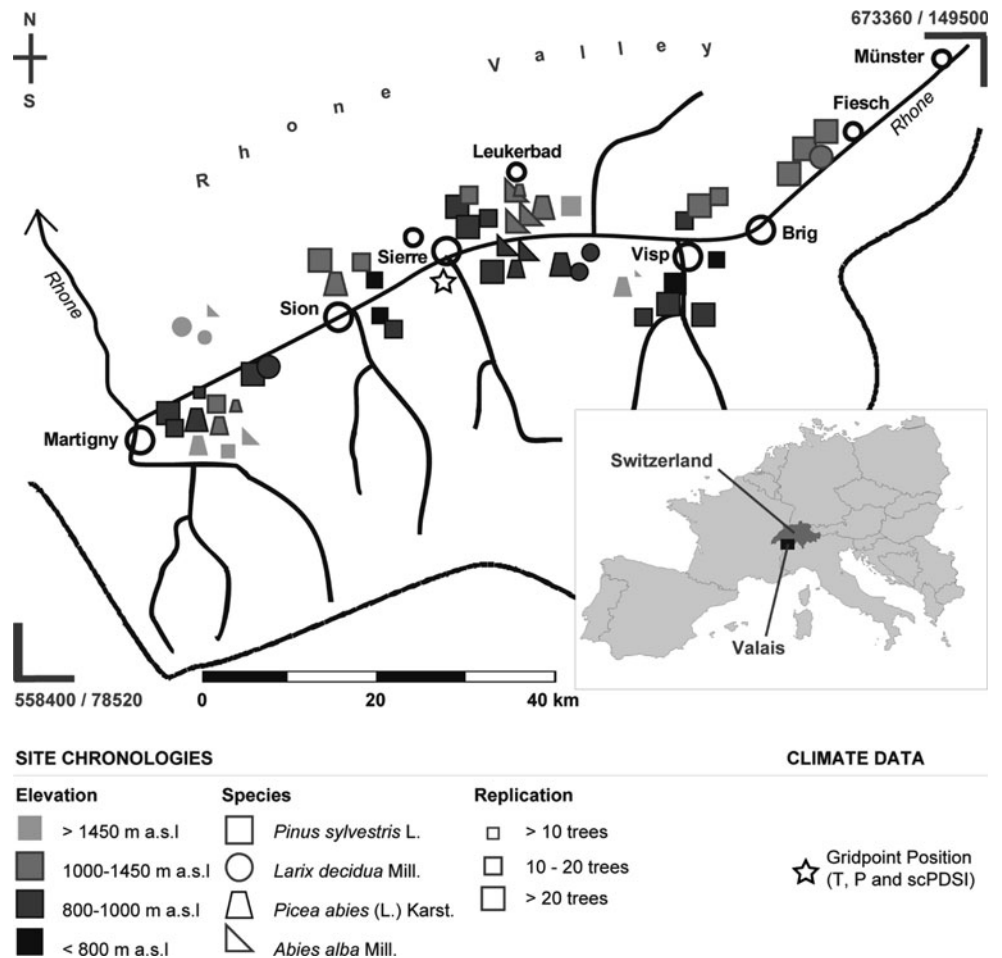 N
S
673360 / 149500
Münster
Fiesch
Rhone
Rhone Valley
Leukerbad
Brig
Visp
Sierre
Sion
Rhone
Martigny
Switzerland
Valais
558400 / 78520
0 20 40 km
SITE CHRONOLOGIES
CLIMATE DATA
Elevation
> 1450 m a.s.l
1000-1450 m a.s.l
800-1000 m a.s.l
< 800 m a.s.l
Species
Pinus sylvestris L.
Larix decidua Mill.
Picea abies (L.) Karst.
Abies alba Mill.
Replication
> 10 trees
10 - 20 trees
> 20 trees
Gridpoint Position
(T, P and scPDSI)